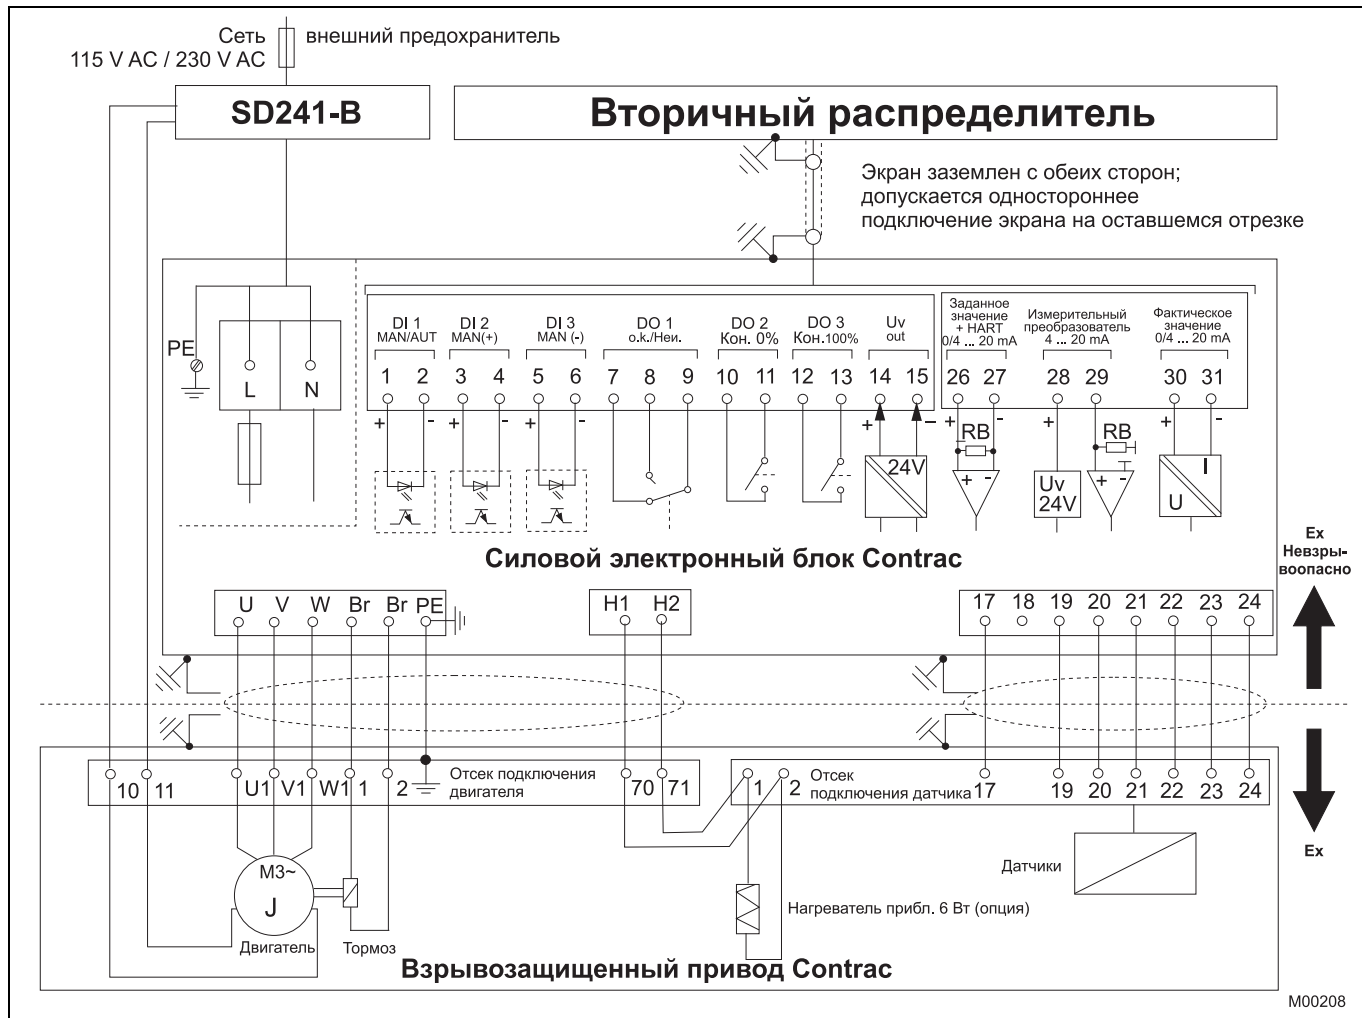 Сеть
115 V AC / 230 V AC
внешний предохранитель
SD241-B
Вторичный распределитель
Экран заземлен с обеих сторон;
допускается одностороннее
подключение экрана на оставшемся отрезке
PE
L
N
DI 1
MAN/AUT
DI 2
MAN(+)
DI 3
MAN (-)
DO 1
o.k./Неи.
DO 2
Кон. 0%
DO 3
Кон.100%
Uv
out
Заданное
значение
+ HART
0/4 ... 20 mA
Измерительный
преобразователь
4 ... 20 mA
Фактическое
значение
0/4 ... 20 mA
1 2 3 4 5 6 7 8 9 10 11 12 13 14 15 26 27 28 29 30 31
+ - + - + - + – + - + + -
RB
RB
24V
+ -
Uv
24V
+ -
I
U
Силовой электронный блок Contrac
Ex
Невзры-
воопасно
U V W Br Br PE
H1 H2
17 18 19 20 21 22 23 24
10 11 U1 V1 W1 1 2
Отсек подключения
двигателя
70 71
1 2
Отсек
подключения датчика
17 19 20 21 22 23 24
Ex
M3~
J
Двигатель
Тормоз
Нагреватель прибл. 6 Вт (опция)
Датчики
Взрывозащищенный привод Contrac
M00208